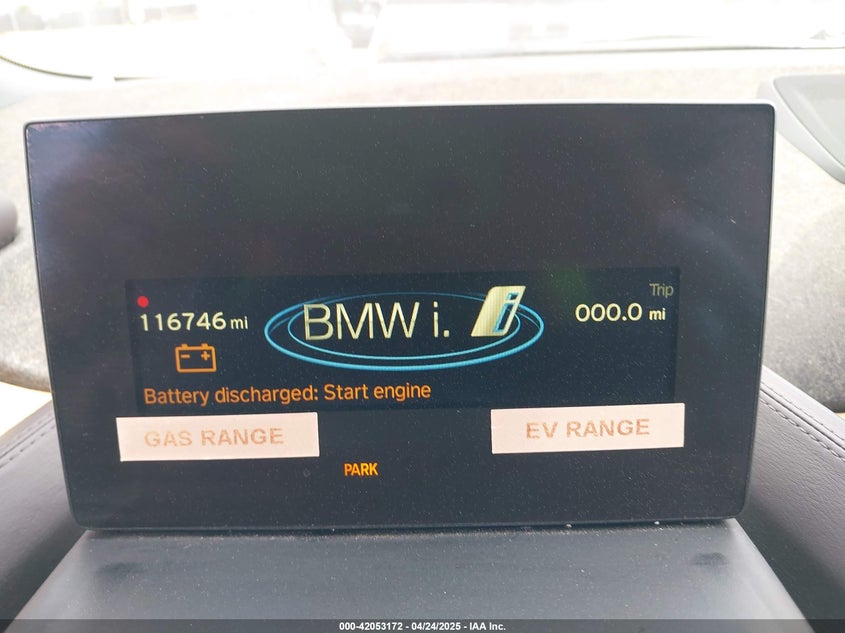 Trip
116746 mi
BMW i.
i
000.0 mi
Battery discharged: Start engine
GAS RANGE
EV RANGE
PARK
000-42053172 - 04/24/2025 - IAA Inc.